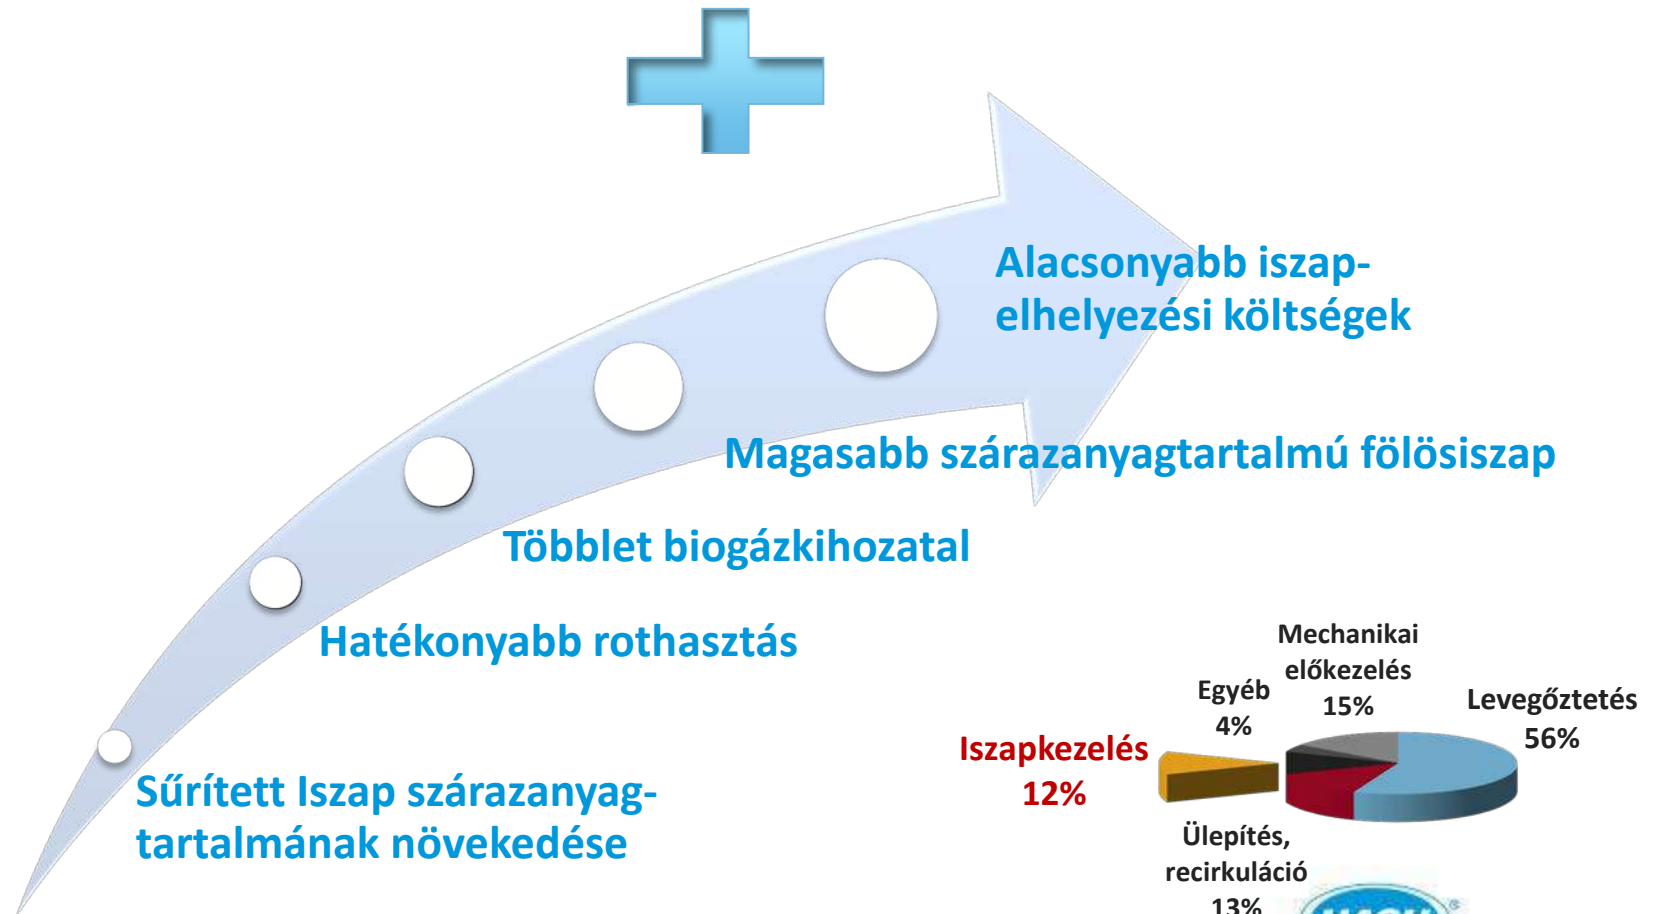 Alacsonyabb iszap-
elhelyezési költségek
Magasabb szárazanyagtartalmú fölösiszap
Többlet biogázkihozatal
Hatékonyabb rothasztás
Sűrített Iszap szárazanyag-
tartalmának növekedése
Mechanikai
előkezelés
15%
Egyéb
4%
Levegőztetés
56%
Iszapkezelés
12%
Ülepítés,
recirkuláció
13%